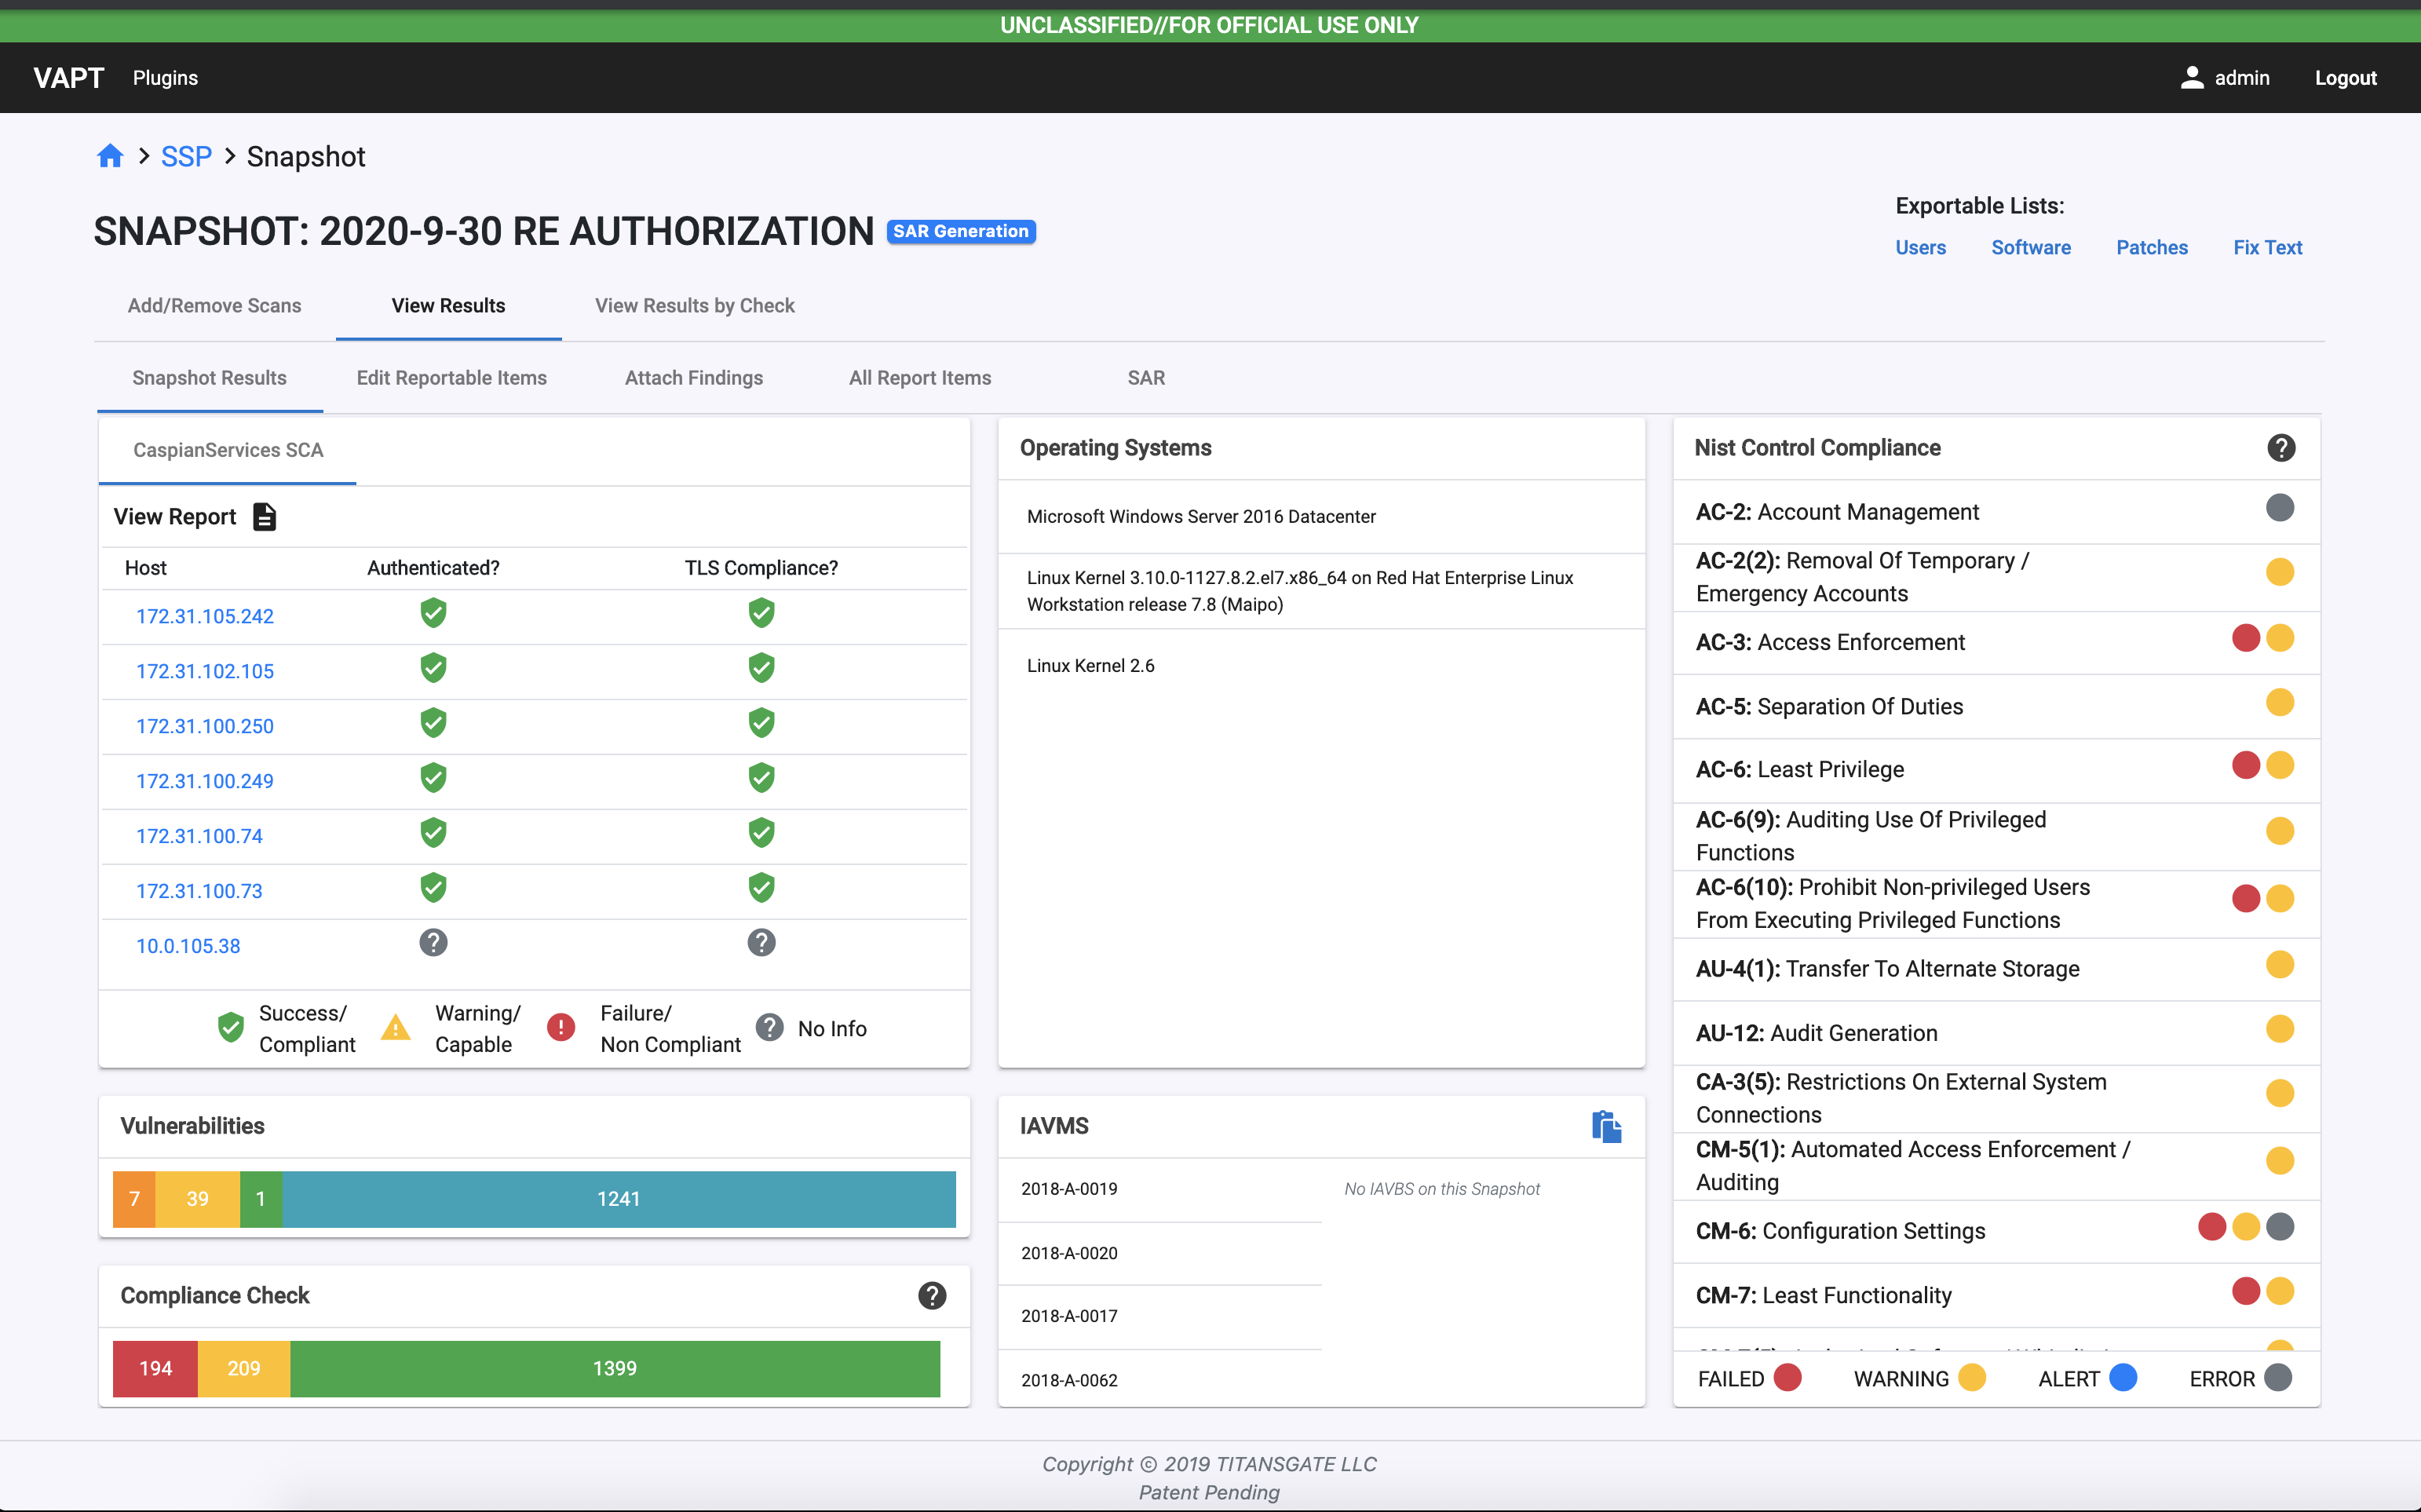 UNCLASSIFIED//FOR OFFICIAL USE ONLY
VAPT Plugins admin Logout
> SSP > Snapshot
Exportable Lists:
SNAPSHOT: 2020-9-30 RE AUTHORIZATION SAR Generation
Users Software Patches Fix Text
Add/Remove Scans View Results View Results by Check
Snapshot Results Edit Reportable Items Attach Findings All Report Items SAR
CaspianServices SCA
View Report
Host Authenticated? TLS Compliance?
172.31.105.242
172.31.102.105
172.31.100.250
172.31.100.249
172.31.100.74
172.31.100.73
10.0.105.38 ? ?
Success/
Compliant
Warning/
Capable
Failure/
Non Compliant
? No Info
Vulnerabilities
7 39 1 1241
Compliance Check ?
194 209 1399
Operating Systems
Microsoft Windows Server 2016 Datacenter
Linux Kernel 3.10.0-1127.8.2.el7.x86_64 on Red Hat Enterprise Linux
Workstation release 7.8 (Maipo)
Linux Kernel 2.6
IAVMS
2018-A-0019 No IAVBS on this Snapshot
2018-A-0020
2018-A-0017
2018-A-0062
Nist Control Compliance ?
AC-2: Account Management
AC-2(2): Removal Of Temporary /
Emergency Accounts
AC-3: Access Enforcement
AC-5: Separation Of Duties
AC-6: Least Privilege
AC-6(9): Auditing Use Of Privileged
Functions
AC-6(10): Prohibit Non-privileged Users
From Executing Privileged Functions
AU-4(1): Transfer To Alternate Storage
AU-12: Audit Generation
CA-3(5): Restrictions On External System
Connections
CM-5(1): Automated Access Enforcement /
Auditing
CM-6: Configuration Settings
CM-7: Least Functionality
FAILED WARNING ALERT ERROR
Copyright © 2019 TITANSGATE LLC
Patent Pending